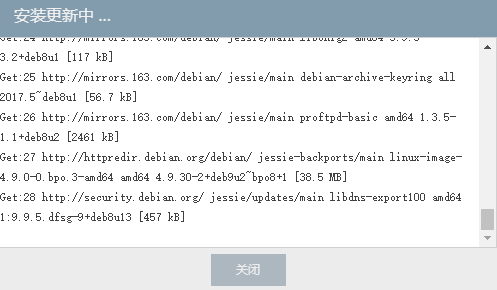 安装更新中 ...
Get:24 http://mirrors.163.com/debian/ jessie/main libonig2 amd64 5.9.5-
3.2+deb8u1 [117 kB]
Get:25 http://mirrors.163.com/debian/ jessie/main debian-archive-keyring all
2017.5~deb8u1 [56.7 kB]
Get:26 http://mirrors.163.com/debian/ jessie/main proftpd-basic amd64 1.3.5-
1.1+deb8u2 [2461 kB]
Get:27 http://httpredir.debian.org/debian/ jessie-backports/main linux-image-
4.9.0-0.bpo.3-amd64 amd64 4.9.30-2+deb9u2~bpo8+1 [38.5 MB]
Get:28 http://security.debian.org/ jessie/updates/main libdns-export100 amd64
1:9.9.5.dfsg-9+deb8u13 [457 kB]
关闭